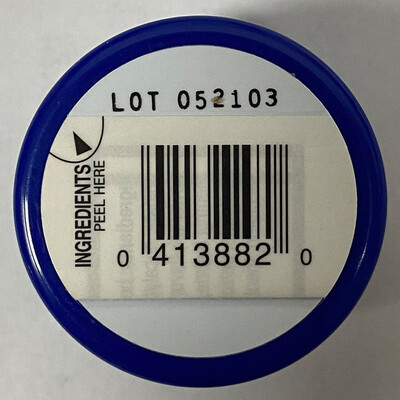 LOT 052103
INGREDIENTS
PEEL HERE
0 413882 0